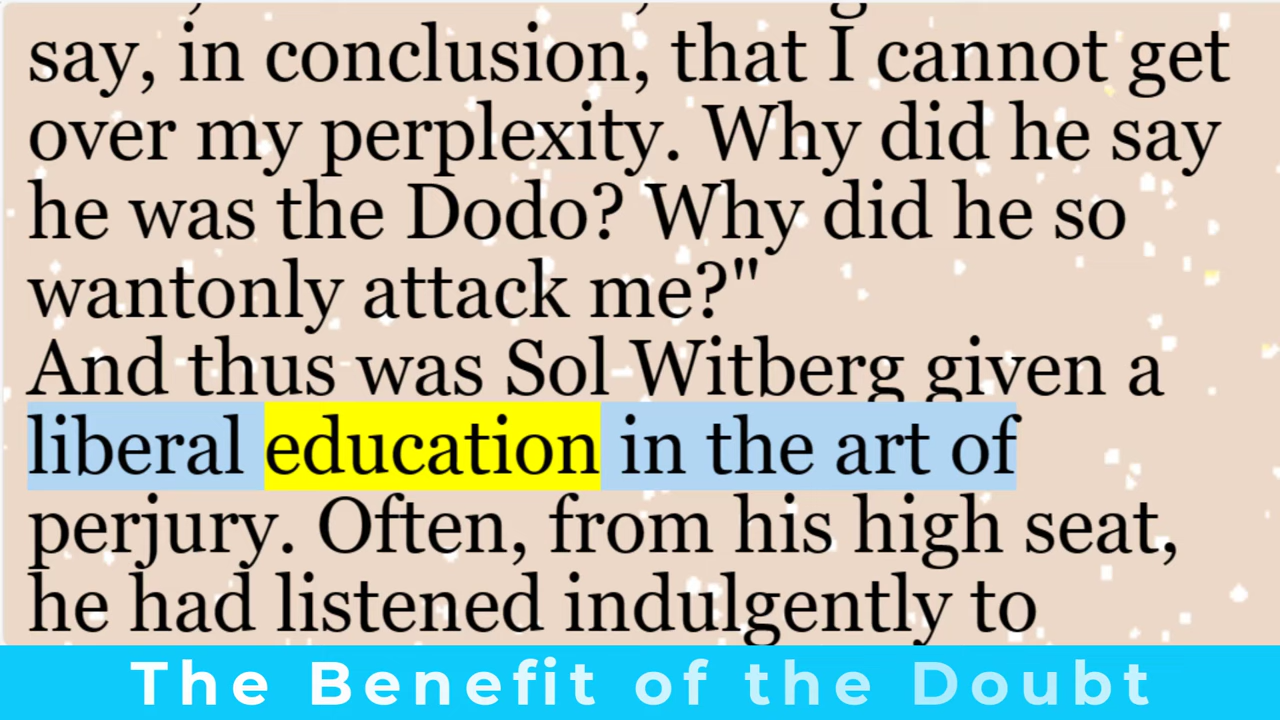 say, in conclusion, that I cannot get
over my perplexity. Why did he say
he was the Dodo? Why did he so
wantonly attack me?"
And thus was Sol Witberg given a
liberal education in the art of
perjury. Often, from his high seat,
he had listened indulgently to
The Benefit of the Doubt